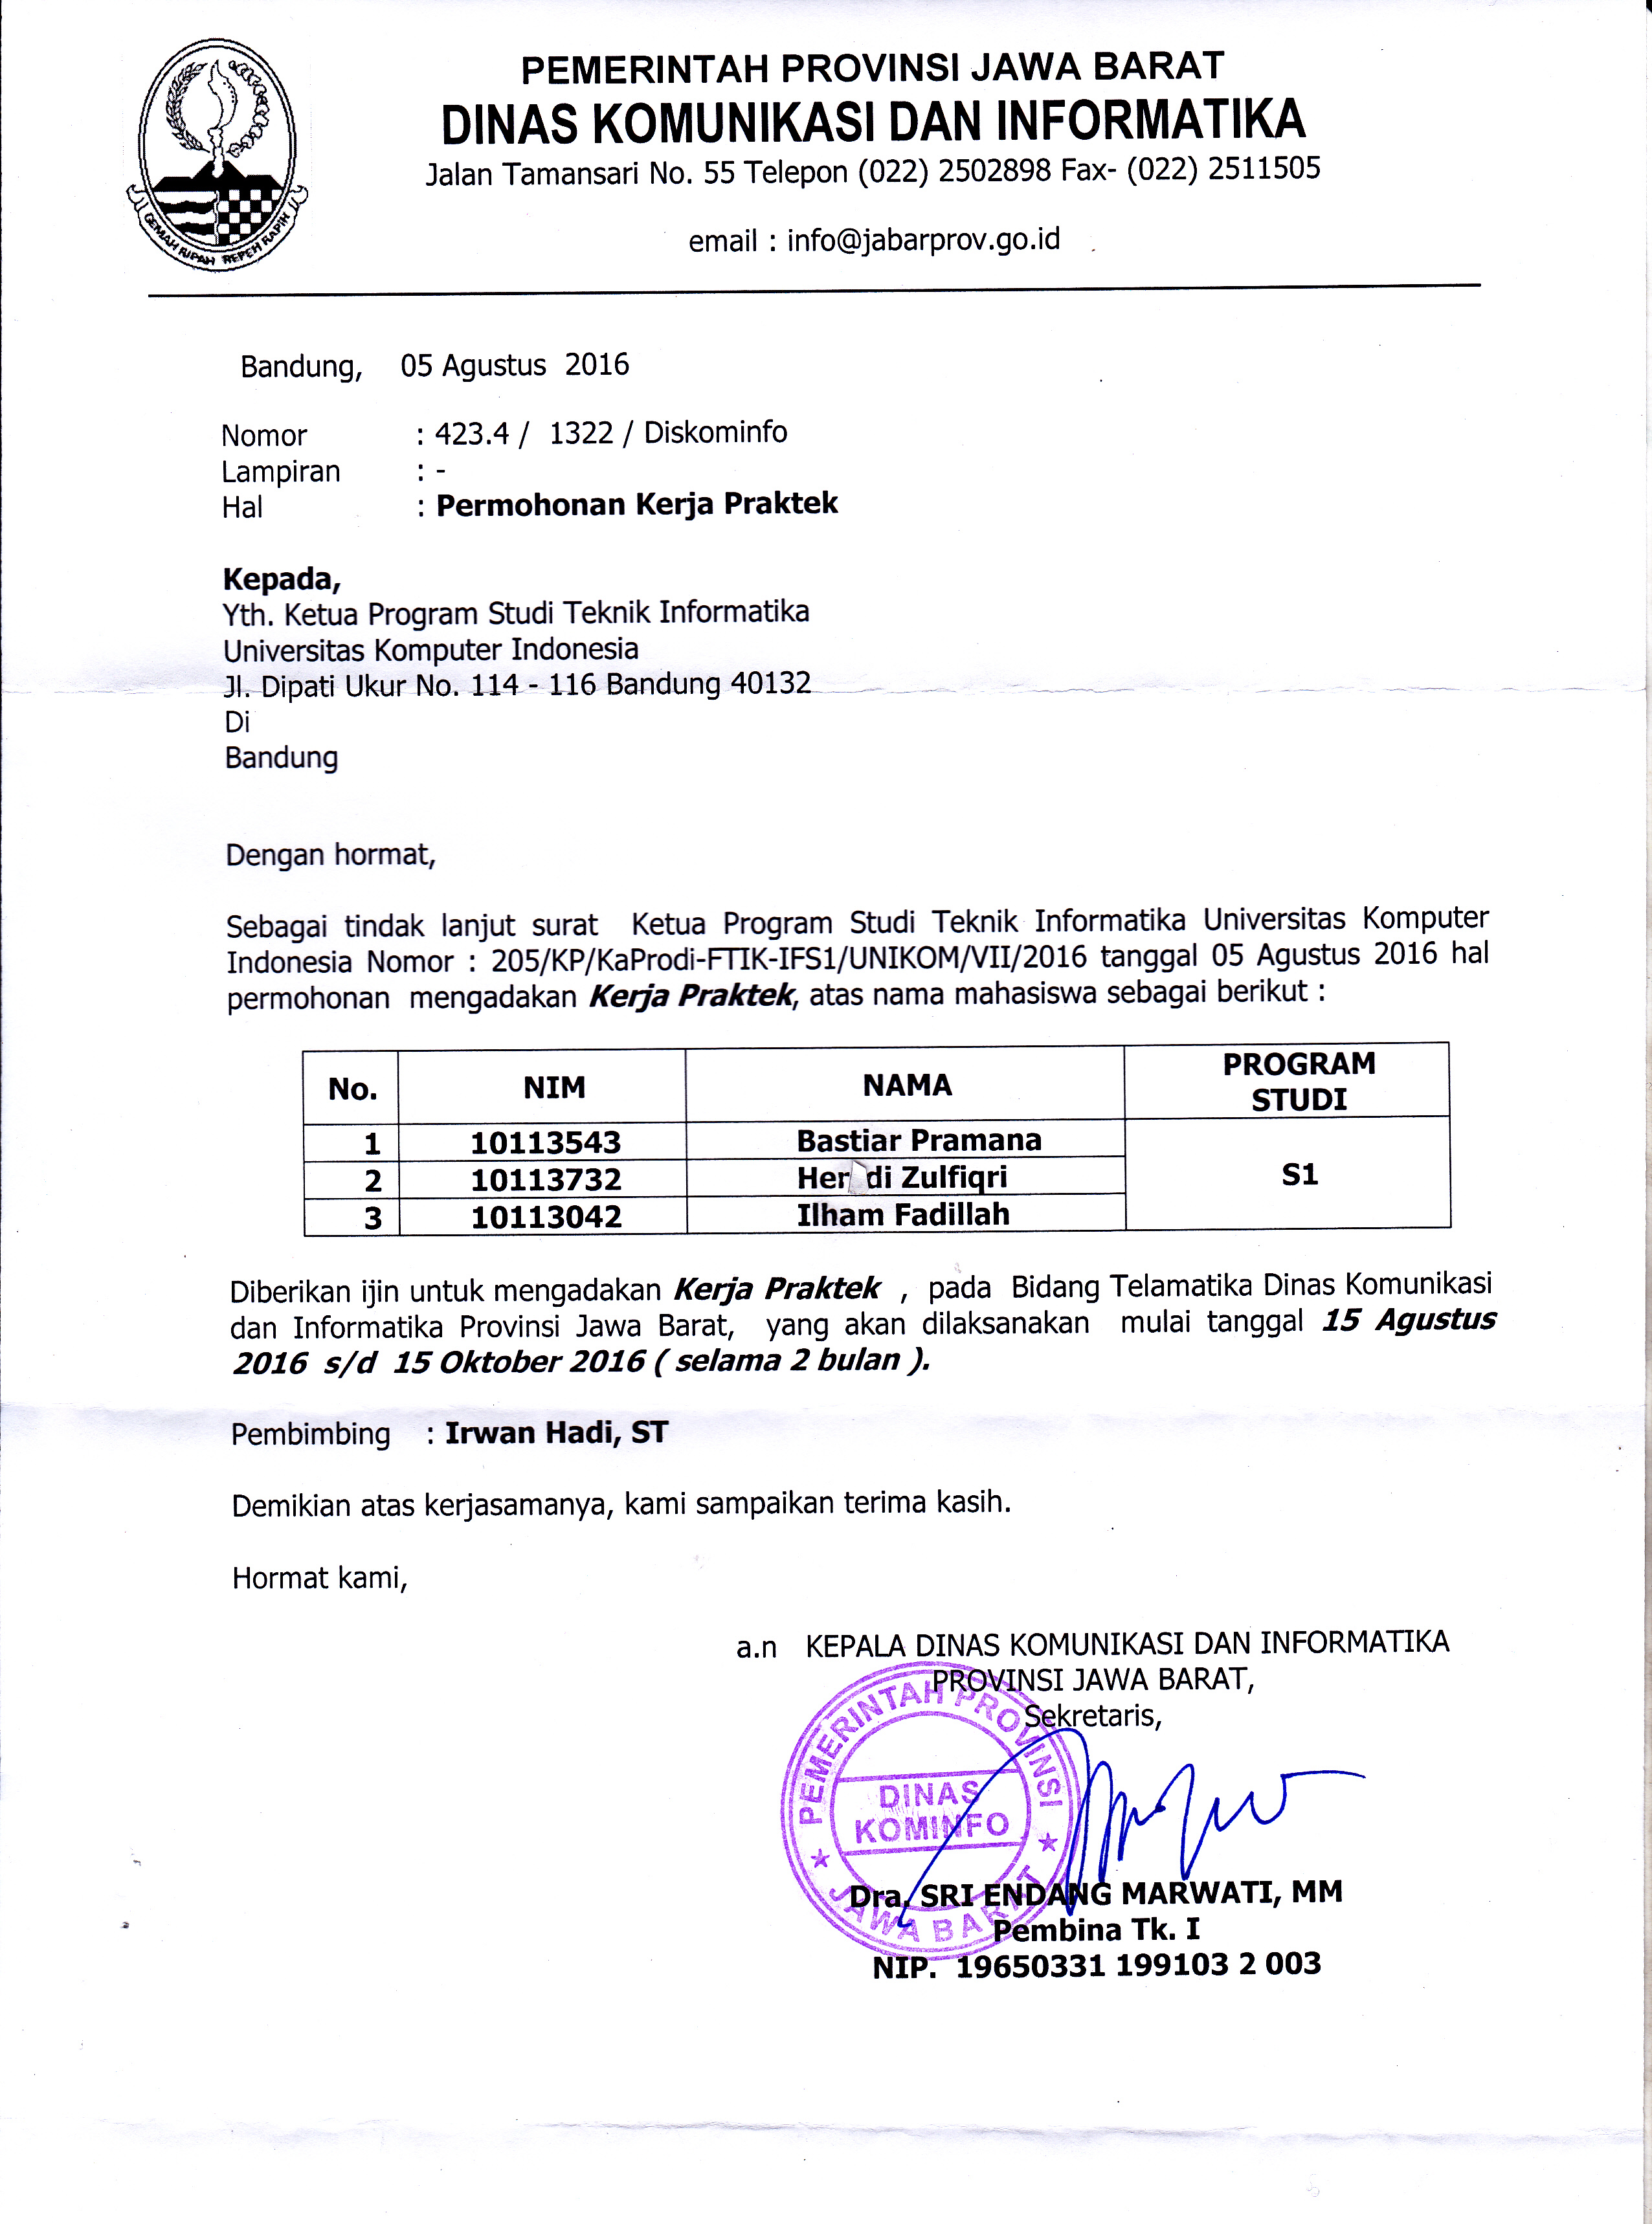 PEMERINTAH PROVINSI JAWA BARAT
DINAS KOMUNIKASI DAN INFORMATIKA
Jalan Tamansari No. 55 Telepon (022) 2502898 Fax- (022) 2511505
email : info@jabarprov.go.id
GEMAH RIPAH REPEH RAPIH
Bandung, 05 Agustus 2016
Nomor : 423.4 / 1322 / Diskominfo
Lampiran : -
Hal : Permohonan Kerja Praktek
Kepada,
Yth. Ketua Program Studi Teknik Informatika
Universitas Komputer Indonesia
Jl. Dipati Ukur No. 114 - 116 Bandung 40132
Di
Bandung
Dengan hormat,
Sebagai tindak lanjut surat Ketua Program Studi Teknik Informatika Universitas Komputer
Indonesia Nomor : 205/KP/KaProdi-FTIK-IFS1/UNIKOM/VII/2016 tanggal 05 Agustus 2016 hal
permohonan mengadakan Kerja Praktek, atas nama mahasiswa sebagai berikut :
No. NIM NAMA PROGRAM STUDI
1 10113543 Bastiar Pramana S1
2 10113732 Zulfiqri
3 10113042 Ilham Fadillah
Diberikan ijin untuk mengadakan Kerja Praktek , pada Bidang Telamatika Dinas Komunikasi
dan Informatika Provinsi Jawa Barat, yang akan dilaksanakan mulai tanggal 15 Agustus
2016 s/d 15 Oktober 2016 ( selama 2 bulan ).
Pembimbing : Irwan Hadi, ST
Demikian atas kerjasamanya, kami sampaikan terima kasih.
Hormat kami,
a.n KEPALA DINAS KOMUNIKASI DAN INFORMATIKA
PROVINSI JAWA BARAT,
Sekretaris,
PEMERINTAH PROVINSI
DINAS
KOMINFO
JAWA BARAT
Dra. SRI ENDANG MARWATI, MM
Pembina Tk. I
NIP. 19650331 199103 2 003